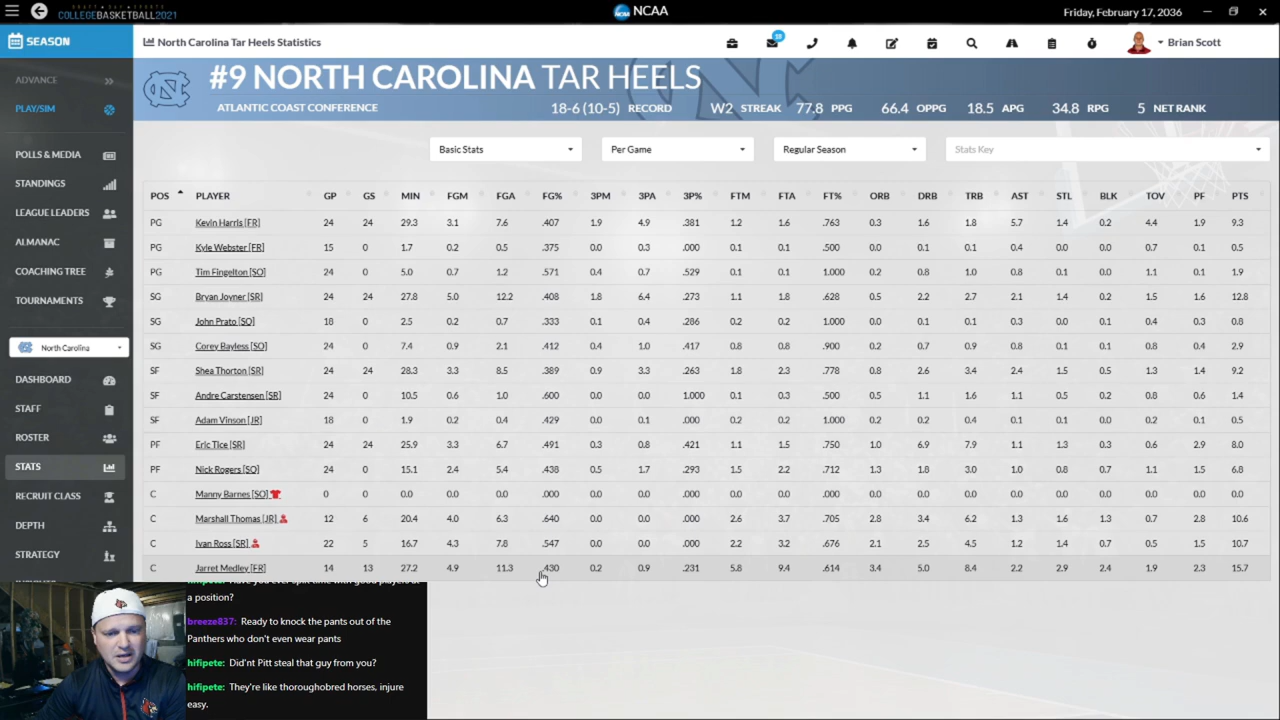 DRAFT DAY SPORTS
COLLEGE BASKETBALL 2021
NCAA
Friday, February 17, 2036
SEASON
North Carolina Tar Heels Statistics
18
Brian Scott
#9 NORTH CAROLINA TAR HEELS
ATLANTIC COAST CONFERENCE
18-6 (10-5) RECORD W2 STREAK 77.8 PPG 66.4 OPPG 18.5 APG 34.8 RPG 5 NET RANK
ADVANCE
PLAY/SIM
POLLS & MEDIA
STANDINGS
LEAGUE LEADERS
ALMANAC
COACHING TREE
TOURNAMENTS
North Carolina
DASHBOARD
STAFF
ROSTER
STATS
RECRUIT CLASS
DEPTH
STRATEGY
Basic Stats
Per Game
Regular Season
Stats Key
POS PLAYER GP GS MIN FGM FGA FG% 3PM 3PA 3P% FTM FTA FT% ORB DRB TRB AST STL BLK TOV PF PTS
PG Kevin Harris [FR] 24 24 29.3 3.1 7.6 .407 1.9 4.9 .381 1.2 1.6 .763 0.3 1.6 1.8 5.7 1.4 0.2 4.4 1.9 9.3
PG Kyle Webster [FR] 15 0 1.7 0.2 0.5 .375 0.0 0.3 .000 0.1 0.1 .500 0.0 0.1 0.1 0.4 0.0 0.0 0.7 0.1 0.5
PG Tim Fingelton [SO] 24 0 5.0 0.7 1.2 .571 0.4 0.7 .529 0.1 0.1 1.000 0.2 0.8 1.0 0.8 0.1 0.0 1.1 0.1 1.9
SG Bryan Joyner [SR] 24 24 27.8 5.0 12.2 .408 1.8 6.4 .273 1.1 1.8 .628 0.5 2.2 2.7 2.1 1.4 0.2 1.5 1.6 12.8
SG John Prato [SO] 18 0 2.5 0.2 0.7 .333 0.1 0.4 .286 0.2 0.2 1.000 0.0 0.1 0.1 0.3 0.0 0.1 0.4 0.3 0.8
SG Corey Bayless [SO] 24 0 7.4 0.9 2.1 .412 0.4 1.0 .417 0.8 0.8 .900 0.2 0.7 0.9 0.8 0.1 0.1 0.8 0.4 2.9
SF Shea Thorton [SR] 24 24 28.3 3.3 8.5 .389 0.9 3.3 .263 1.8 2.3 .778 0.8 2.6 3.4 2.4 1.5 0.5 1.3 1.4 9.2
SF Andre Carstensen [SR] 24 0 10.5 0.6 1.0 .600 0.0 0.0 1.000 0.1 0.3 .500 0.5 1.1 1.6 1.1 0.5 0.2 0.8 0.6 1.4
SF Adam Vinson [JR] 18 0 1.9 0.2 0.4 .429 0.0 0.1 .000 0.2 0.2 1.000 0.0 0.2 0.4 0.1 0.1 0.0 0.2 0.1 0.5
PF Eric Tice [SR] 24 24 25.9 3.3 6.7 .491 0.3 0.8 .421 1.1 1.5 .750 1.0 6.9 7.9 1.1 1.3 0.3 0.6 2.9 8.0
PF Nick Rogers [SO] 24 0 15.1 2.4 5.4 .438 0.5 1.7 .293 1.5 2.2 .712 1.3 1.8 3.0 1.0 0.8 0.7 1.1 1.5 6.8
C Manny Barnes [SO] 0 0 0.0 0.0 0.0 .000 0.0 0.0 .000 0.0 0.0 .000 0.0 0.0 0.0 0.0 0.0 0.0 0.0 0.0 0.0
C Marshall Thomas [JR] 12 6 20.4 4.0 6.3 .640 0.0 0.0 .000 2.6 3.7 .705 2.8 3.4 6.2 1.3 1.6 1.3 0.7 2.8 10.6
C Ivan Ross [SR] 22 5 16.7 4.3 7.8 .547 0.0 0.0 .000 2.2 3.2 .676 2.1 2.5 4.5 1.2 1.4 0.7 0.9 1.5 10.7
C Jarret Medley [FR] 14 13 27.2 4.9 11.3 .430 0.2 0.9 .231 5.8 9.4 .614 3.4 5.0 8.4 2.2 2.9 2.4 1.9 2.3 15.7
a position?
breeze837: Ready to knock the pants out of the
Panthers who don't even wear pants
hifipete: Did'nt Pitt steal that guy from you?
hifipete: They're like thoroughobred horses, injure
easy.